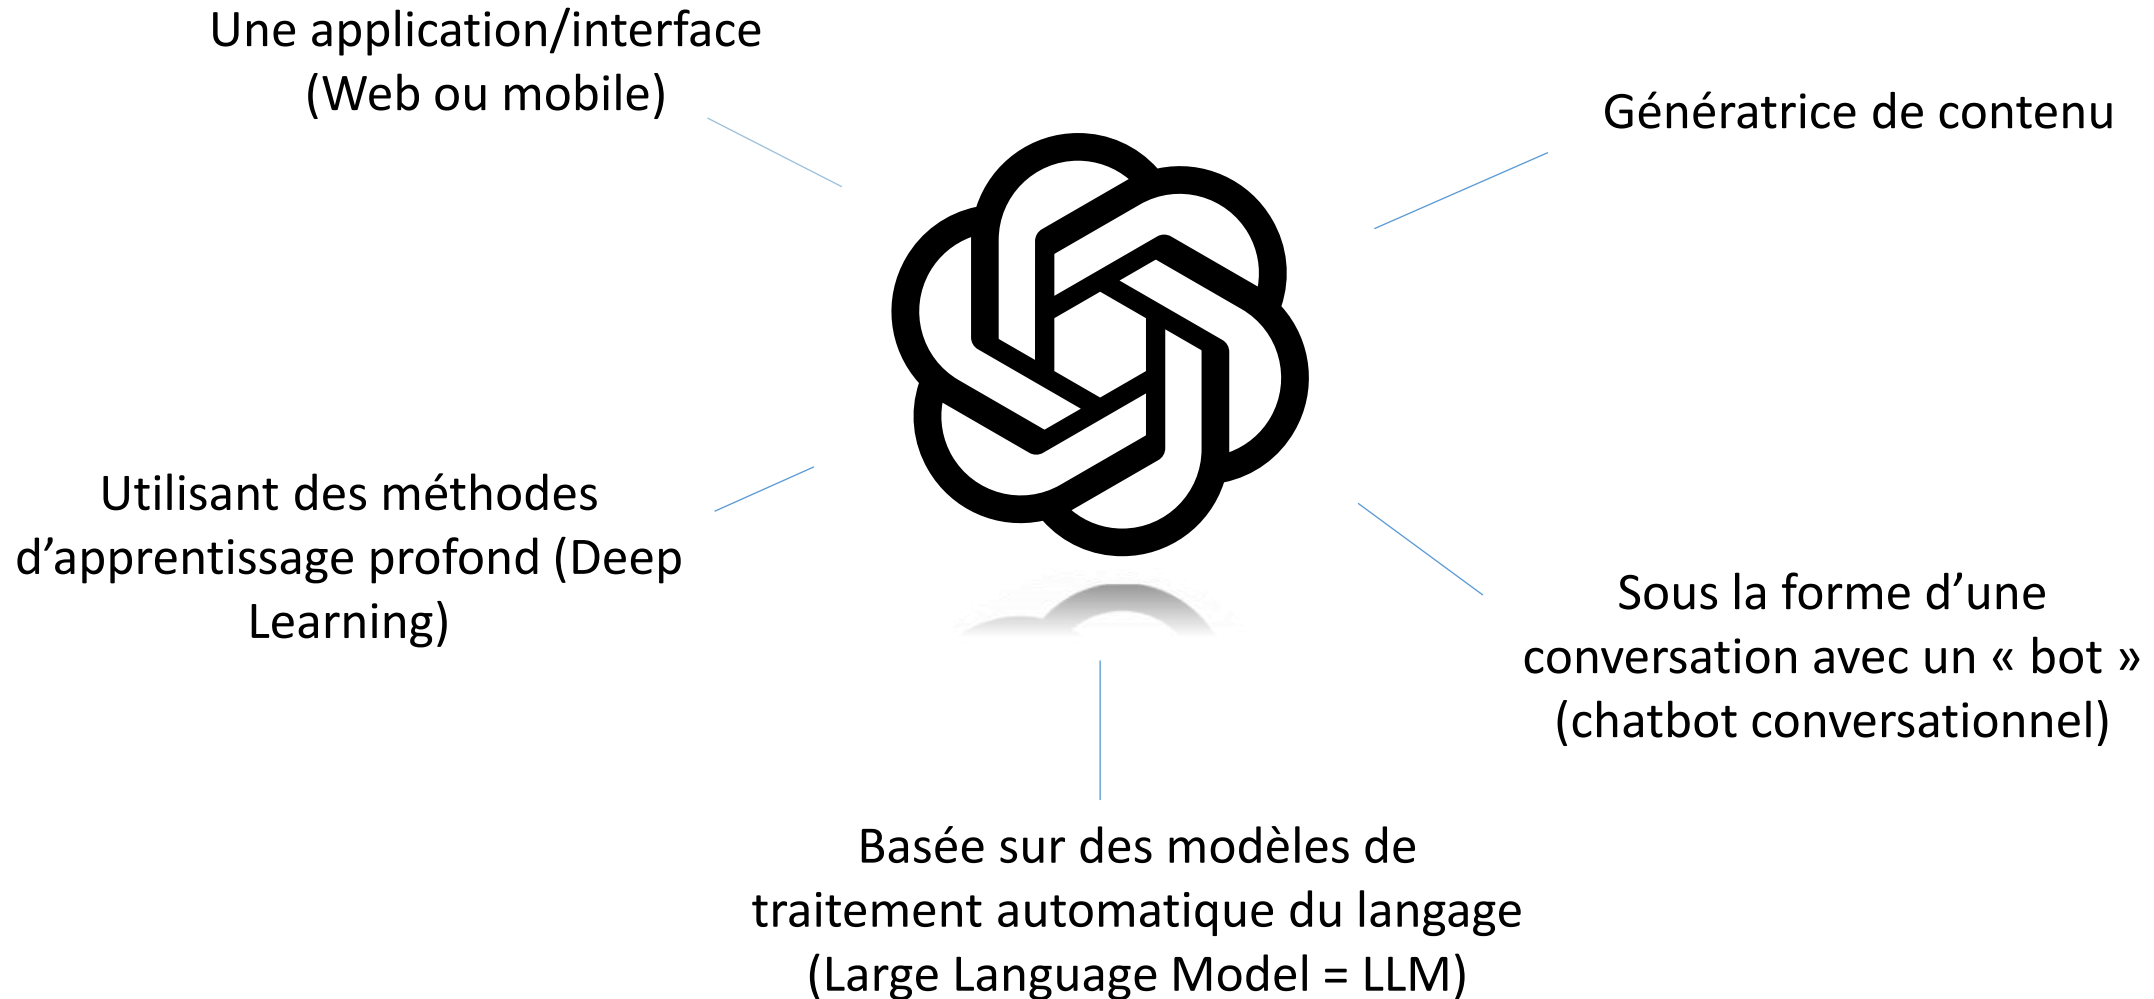 Une application/interface
(Web ou mobile)
Génératrice de contenu
Sous la forme d’une
conversation avec un « bot »
(chatbot conversationnel)
Basée sur des modèles de
traitement automatique du langage
(Large Language Model = LLM)
Utilisant des méthodes
d’apprentissage profond (Deep
Learning)